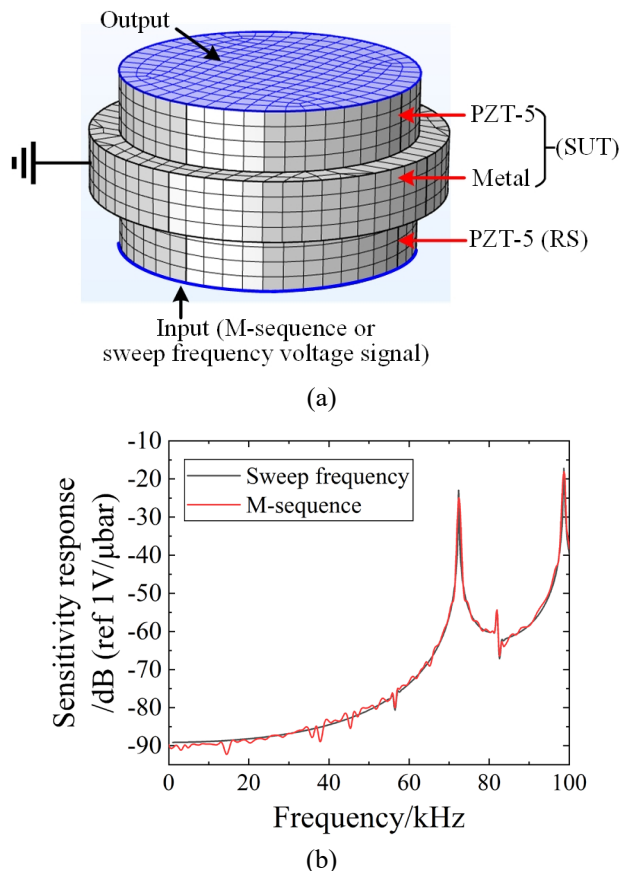 Output
PZT-5
(SUT)
Metal
PZT-5 (RS)
Input (M-sequence or
sweep frequency voltage signal)
(a)
Sensitivity response
/dB (ref 1V/μbar)
-10
-20
-30
-40
-50
-60
-70
-80
-90
Sweep frequency
M-sequence
0 20 40 60 80 100
Frequency/kHz
(b)